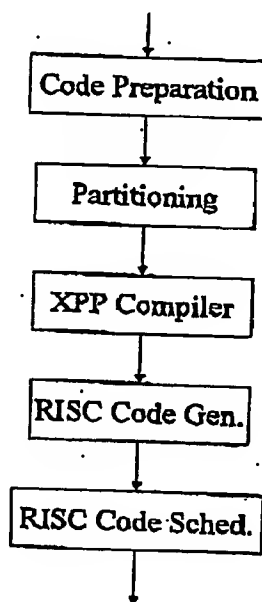 Code Preparation
Partitioning
XPP Compiler
RISC Code Gen.
RISC Code Sched.